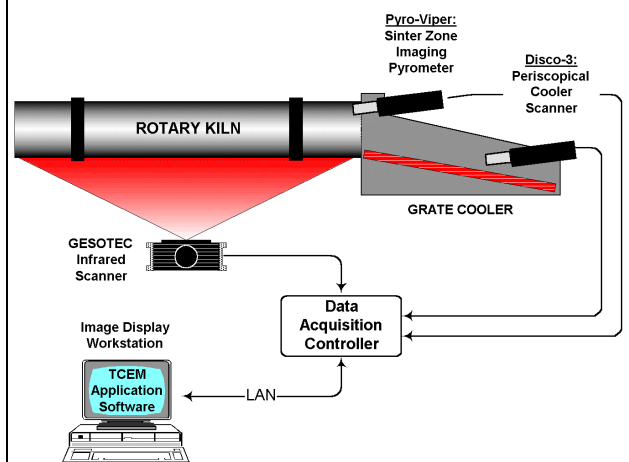 Pyro-Viper:
Sinter Zone
Imaging
Pyrometer
Disco-3:
Periscopical
Cooler
Scanner
ROTARY KILN
GRATE COOLER
GESOTEC
Infrared
Scanner
Data
Acquisition
Controller
Image Display
Workstation
TCEM
Application
Software
LAN